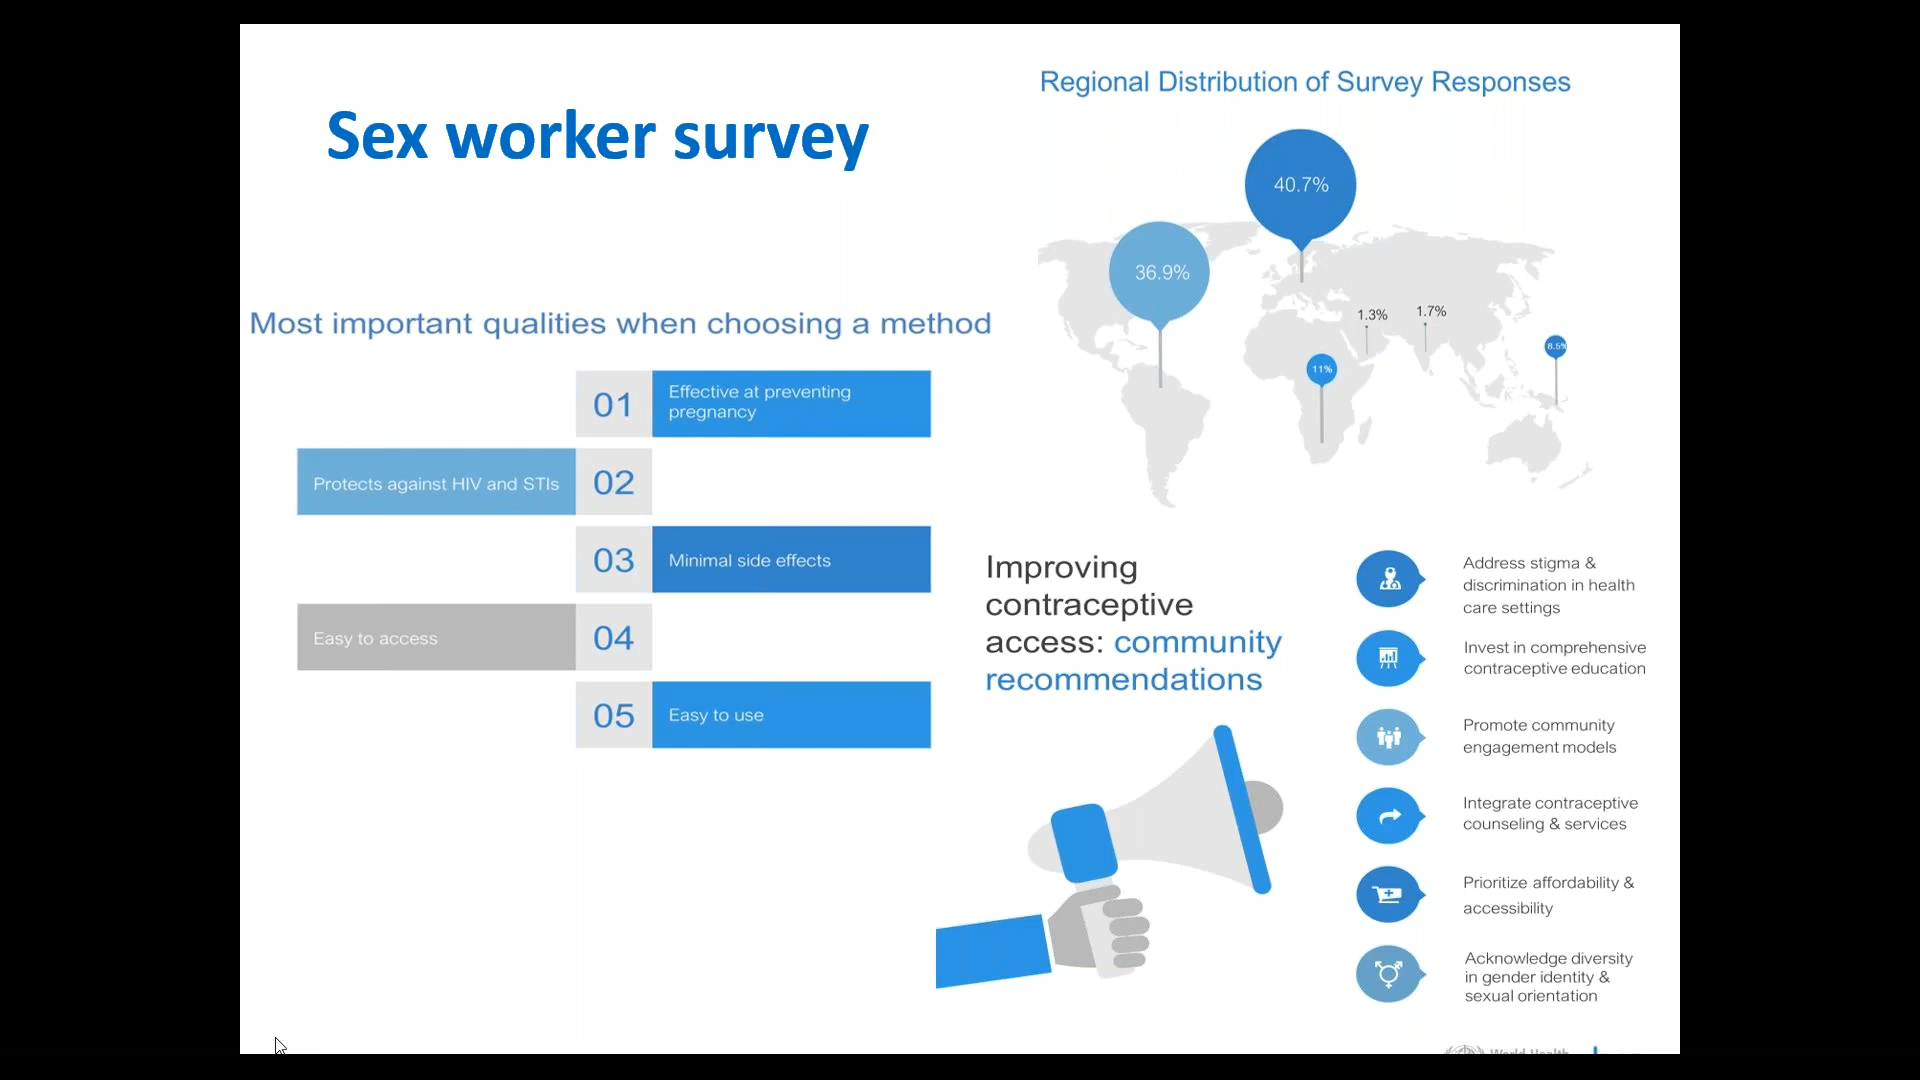 Sex worker survey
Most important qualities when choosing a method
01
Effective at preventing
pregnancy
Protects against HIV and STIs
02
03
Minimal side effects
Easy to access
04
05
Easy to use
Regional Distribution of Survey Responses
40.7%
36.9%
1.3%
1.7%
8.5%
11%
Improving
contraceptive
access: community
recommendations
Address stigma &
discrimination in health
care settings
Invest in comprehensive
contraceptive education
Promote community
engagement models
Integrate contraceptive
counseling & services
Prioritize affordability &
accessibility
Acknowledge diversity
in gender identity &
sexual orientation
World Health